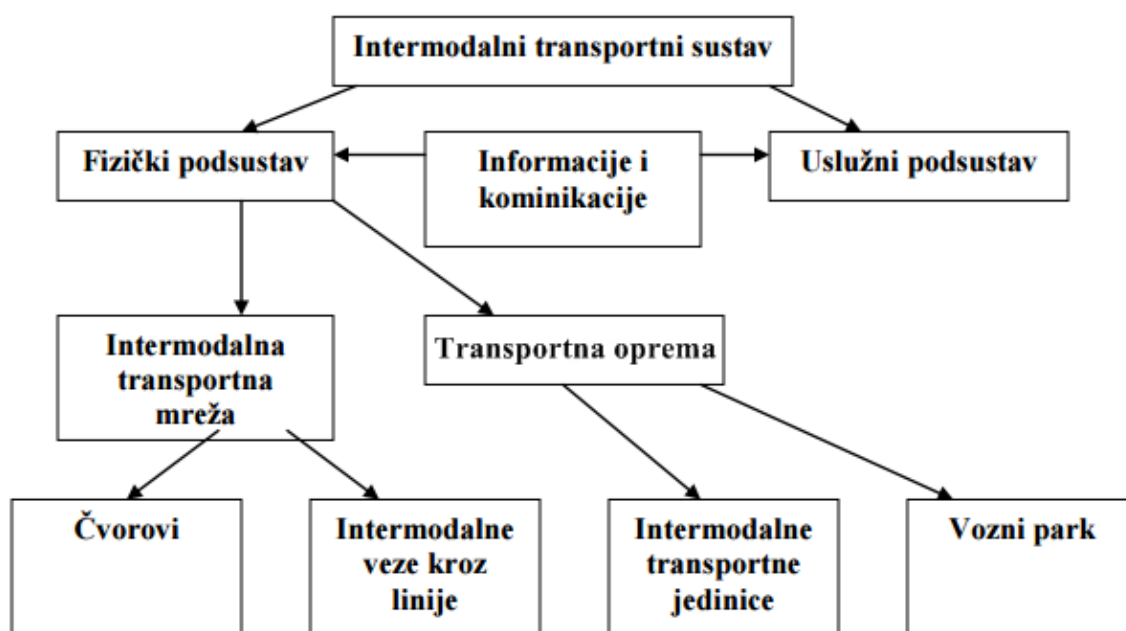 Intermodalni transportni sustav
Fizički podsustav
Informacije i
kominikacije
Uslužni podsustav
Intermodalna
transportna
mreža
Transportna oprema
Čvorovi
Intermodalne
veze kroz
linije
Intermodalne
transportne
jedinice
Vozni park